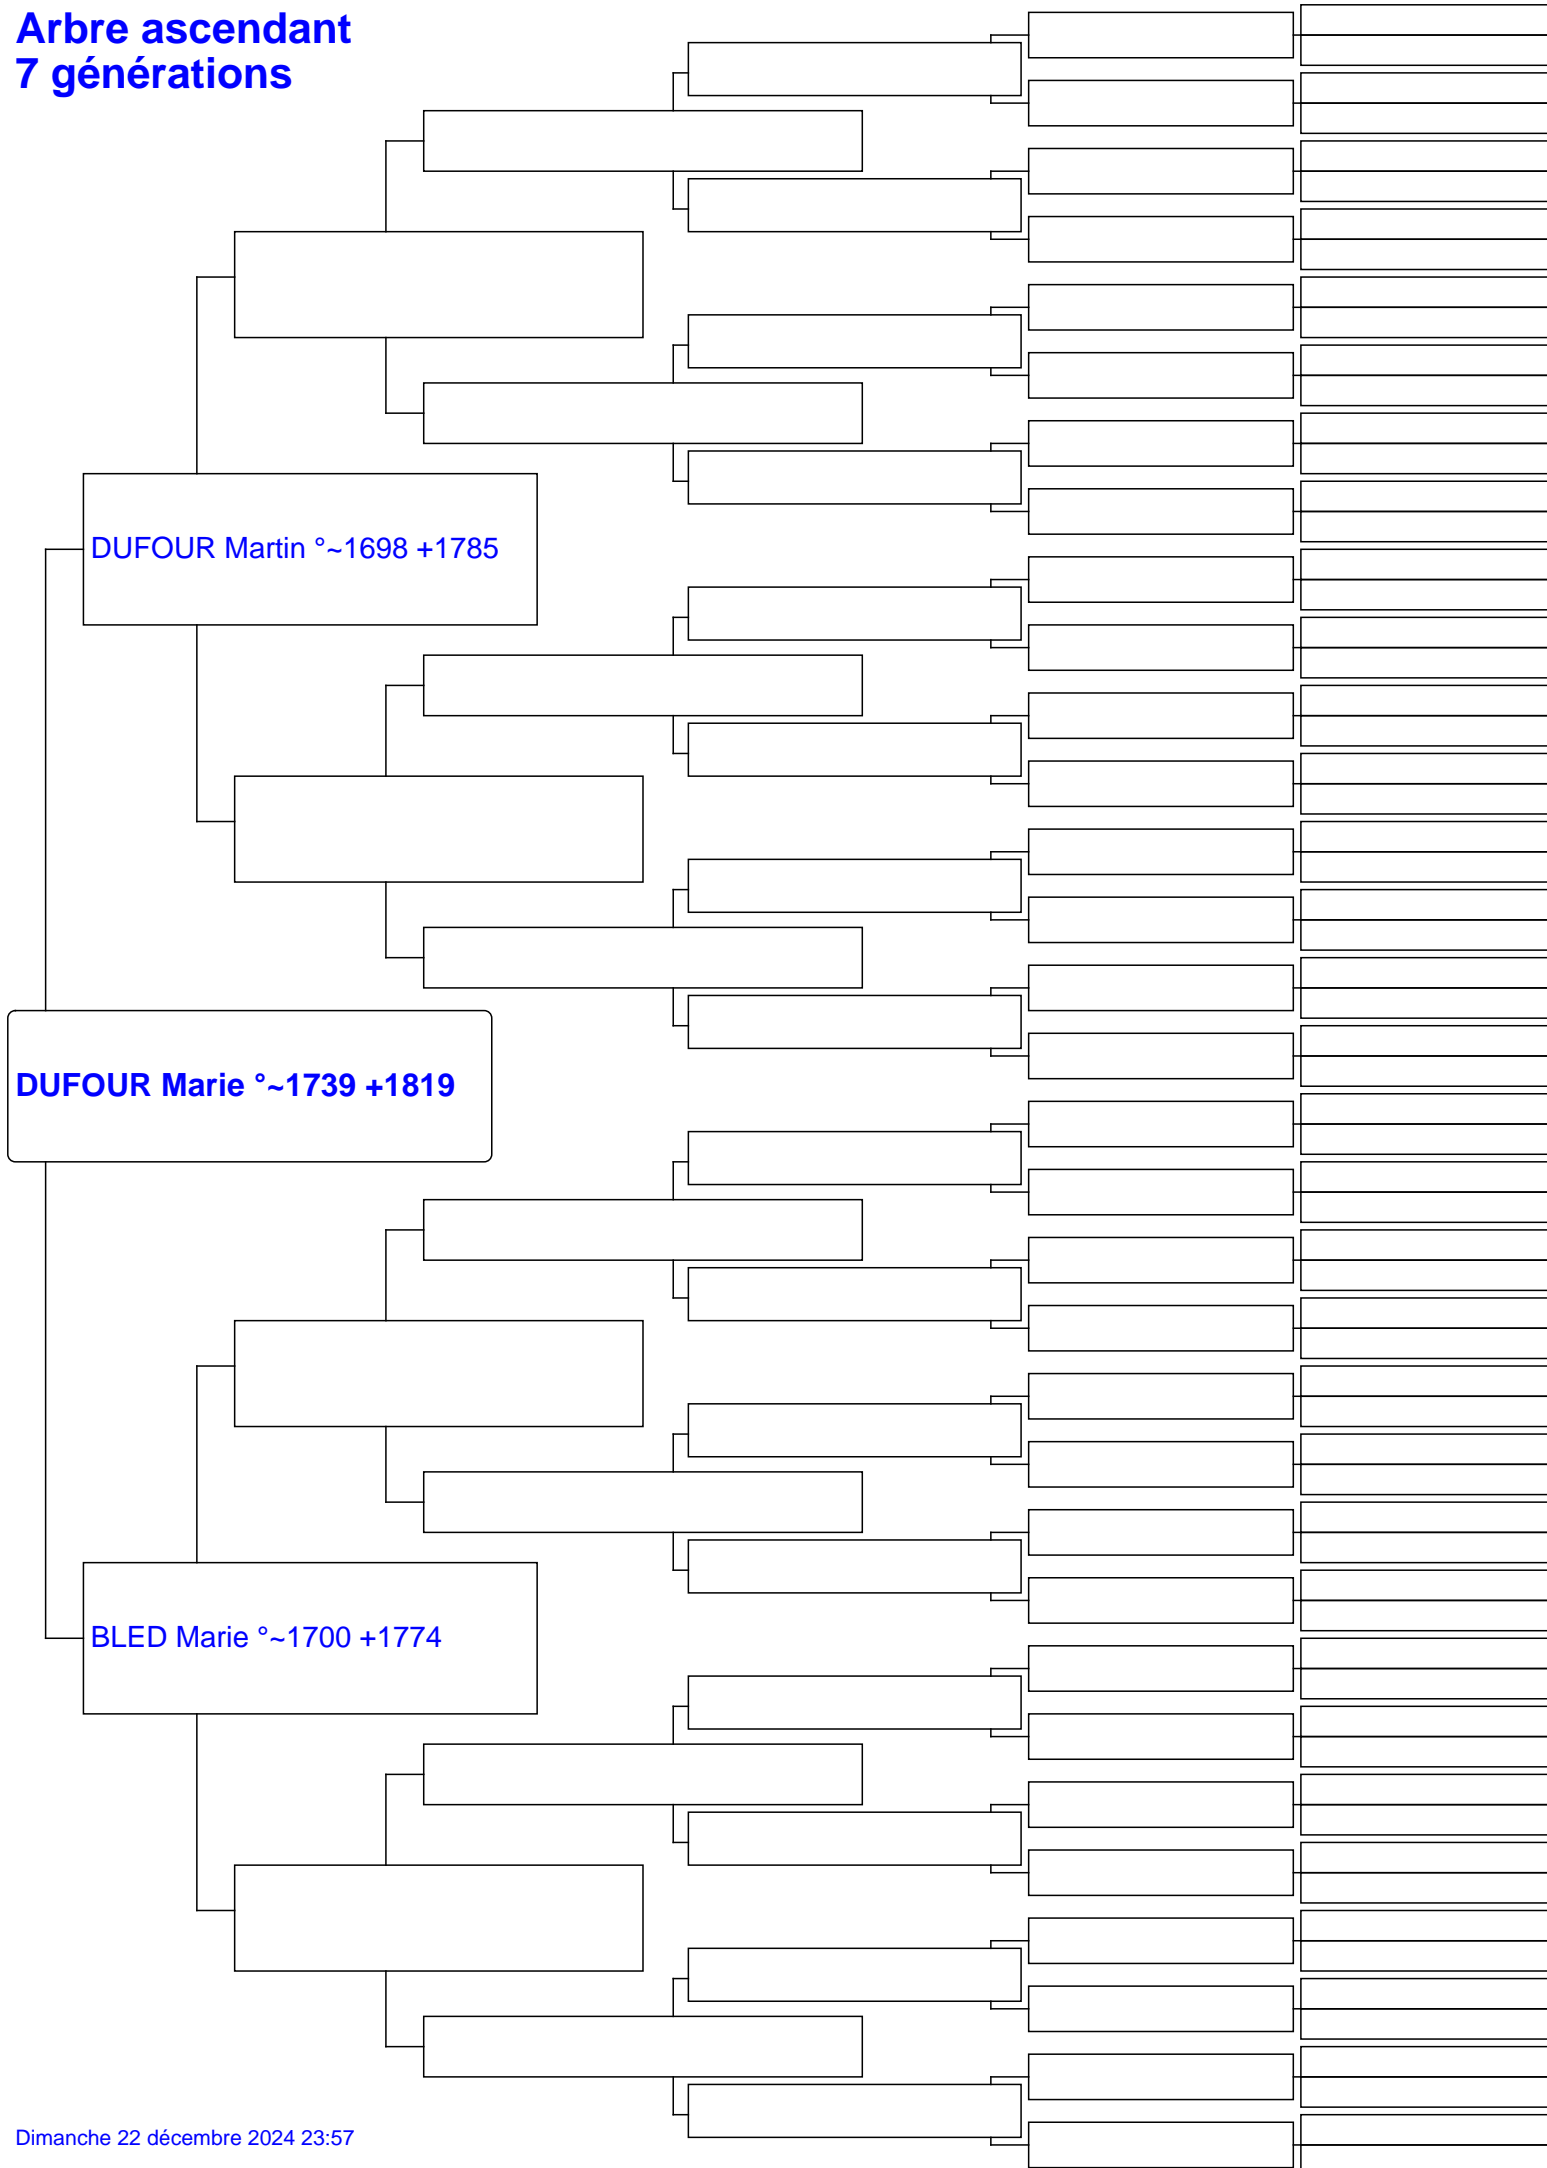 Arbre ascendant
7 générations
DUFOUR Martin °~1698 +1785
DUFOUR Marie °~1739 +1819
BLED Marie °~1700 +1774
Dimanche 22 décembre 2024 23:57